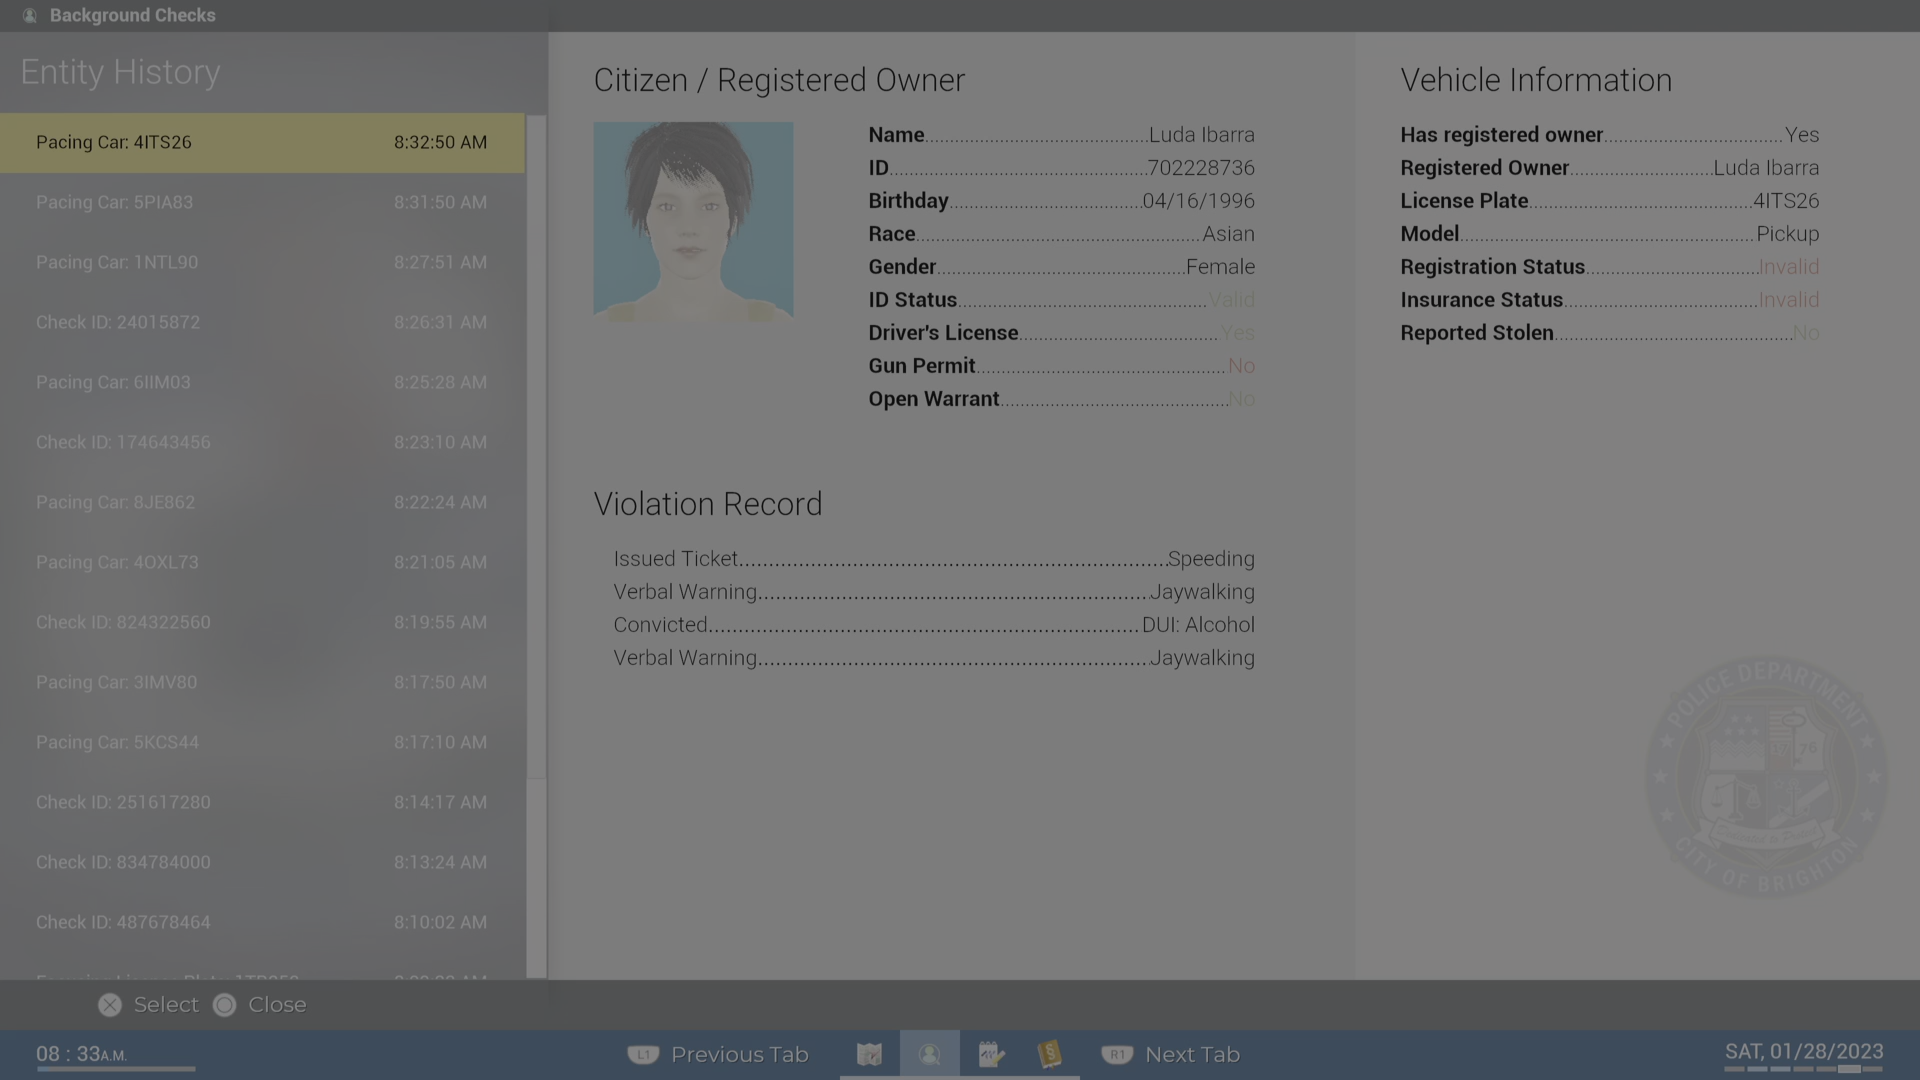 Background Checks
Entity History
Pacing Car: 4ITS26 8:32:50 AM
Pacing Car: 5PIA83 8:31:50 AM
Pacing Car: 1NTL90 8:27:51 AM
Check ID: 24015872 8:26:31 AM
Pacing Car: 6IIM03 8:25:28 AM
Check ID: 174643456 8:23:10 AM
Pacing Car: 8JE862 8:22:24 AM
Pacing Car: 4OXL73 8:21:05 AM
Check ID: 824322560 8:19:55 AM
Pacing Car: 3IMV80 8:17:50 AM
Pacing Car: 5KCS44 8:17:10 AM
Check ID: 251617280 8:14:17 AM
Check ID: 834784000 8:13:24 AM
Check ID: 487678464 8:10:02 AM
Citizen / Registered Owner
Name Luda Ibarra
ID 702228736
Birthday 04/16/1996
Race Asian
Gender Female
ID Status Valid
Driver's License Yes
Gun Permit No
Open Warrant No
Violation Record
Issued Ticket Speeding
Verbal Warning Jaywalking
Convicted DUI: Alcohol
Verbal Warning Jaywalking
Vehicle Information
Has registered owner Yes
Registered Owner Luda Ibarra
License Plate 4ITS26
Model Pickup
Registration Status Invalid
Insurance Status Invalid
Reported Stolen No
POLICE DEPARTMENT
17 76
CITY OF BRIGHTON
Select Close
08 : 33 A.M.
L1 Previous Tab
R1 Next Tab
SAT, 01/28/2023